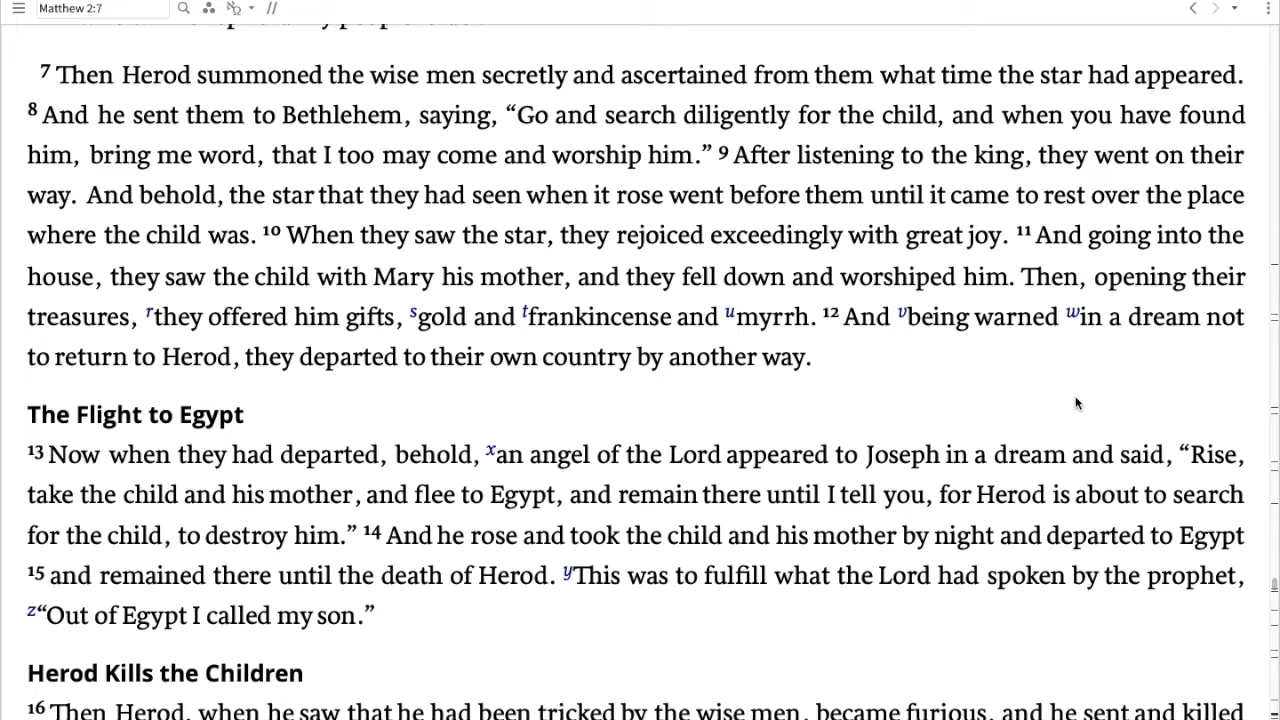 Matthew 2:7
//
7 Then Herod summoned the wise men secretly and ascertained from them what time the star had appeared.
8 And he sent them to Bethlehem, saying, “Go and search diligently for the child, and when you have found
him, bring me word, that I too may come and worship him.” 9 After listening to the king, they went on their
way. And behold, the star that they had seen when it rose went before them until it came to rest over the place
where the child was. 10 When they saw the star, they rejoiced exceedingly with great joy. 11 And going into the
house, they saw the child with Mary his mother, and they fell down and worshiped him. Then, opening their
treasures, r they offered him gifts, s gold and t frankincense and u myrrh. 12 And v being warned w in a dream not
to return to Herod, they departed to their own country by another way.
The Flight to Egypt
13 Now when they had departed, behold, x an angel of the Lord appeared to Joseph in a dream and said, “Rise,
take the child and his mother, and flee to Egypt, and remain there until I tell you, for Herod is about to search
for the child, to destroy him.” 14 And he rose and took the child and his mother by night and departed to Egypt
15 and remained there until the death of Herod. y This was to fulfill what the Lord had spoken by the prophet,
z “Out of Egypt I called my son.”
Herod Kills the Children
16 Then Herod, when he saw that he had been tricked by the wise men, became furious, and he sent and killed